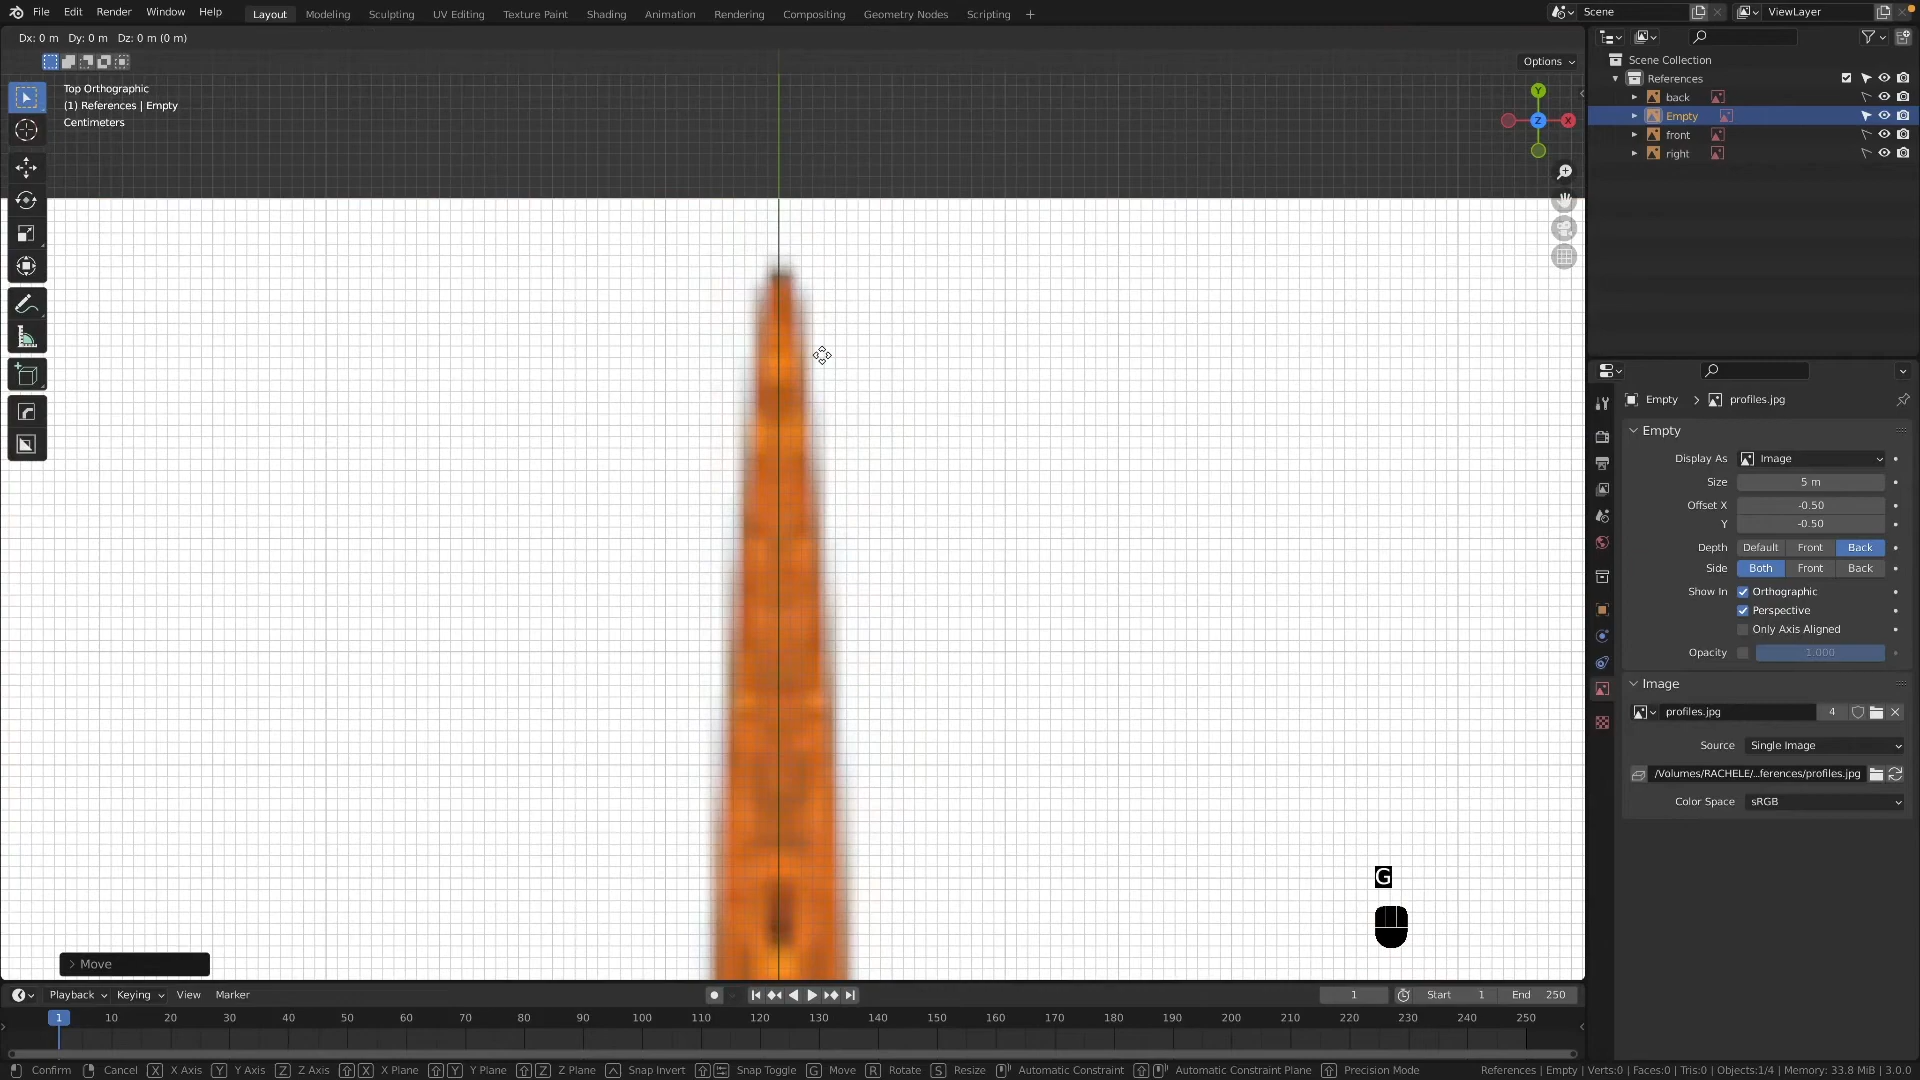 File Edit Render Window Help Layout Modeling Sculpting UV Editing Texture Paint Shading Animation Rendering Compositing Geometry Nodes Scripting + Scene ViewLayer
Dx: 0 m Dy: 0 m Dz: 0 m (0 m)
Options
Top Orthographic
(1) References | Empty
Centimeters
Y
Z
X
Scene Collection
References
back
Empty
front
right
Empty > profiles.jpg
Empty
Display As Image
Size 5 m
Offset X -0.50
Y -0.50
Depth Default Front Back
Side Both Front Back
Show In Orthographic
Perspective
Only Axis Aligned
Opacity 1.000
Image
profiles.jpg 4
Source Single Image
/Volumes/RACHELE/...ferences/profiles.jpg
Color Space sRGB
G
> Move
Playback Keying View Marker 1 Start 1 End 250
1 10 20 30 40 50 60 70 80 90 100 110 120 130 140 150 160 170 180 190 200 210 220 230 240 250
Confirm Cancel X X Axis Y Y Axis Z Z Axis X X Plane Y Y Plane Z Z Plane Snap Invert Snap Toggle G Move R Rotate S Resize Automatic Constraint Automatic Constraint Plane Precision Mode References | Empty | Verts:0 | Faces:0 | Tris:0 | Objects:1/4 | Memory: 33.8 MiB | 3.0.0